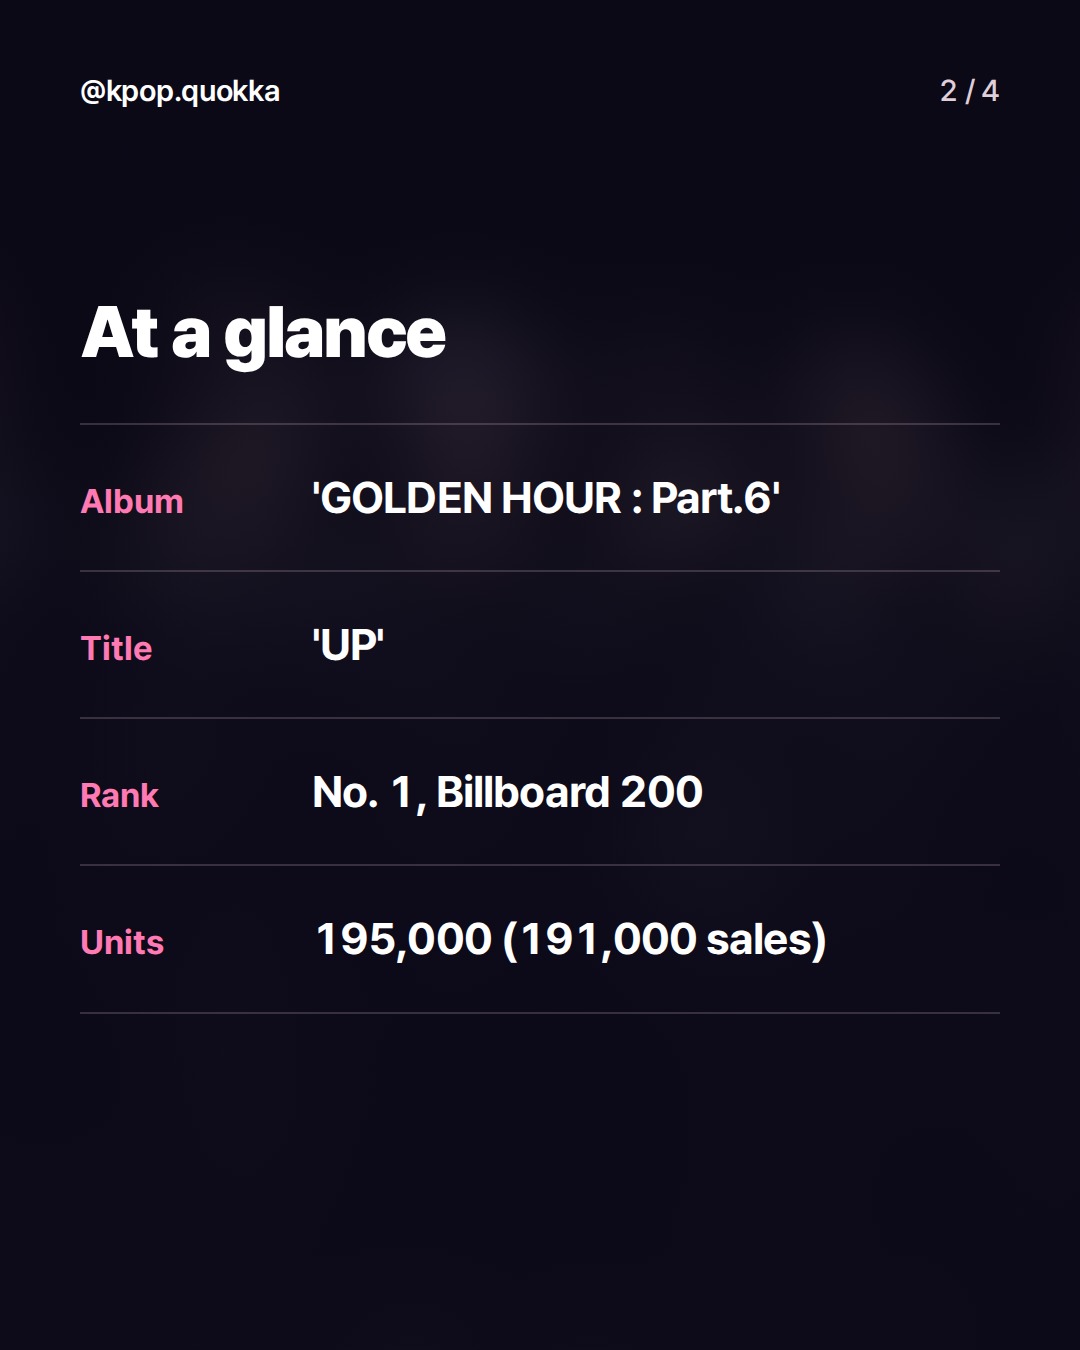 @kpop.quokka
2 / 4
At a glance
Album 'GOLDEN HOUR : Part.6'
Title 'UP'
Rank No. 1, Billboard 200
Units 195,000 (191,000 sales)